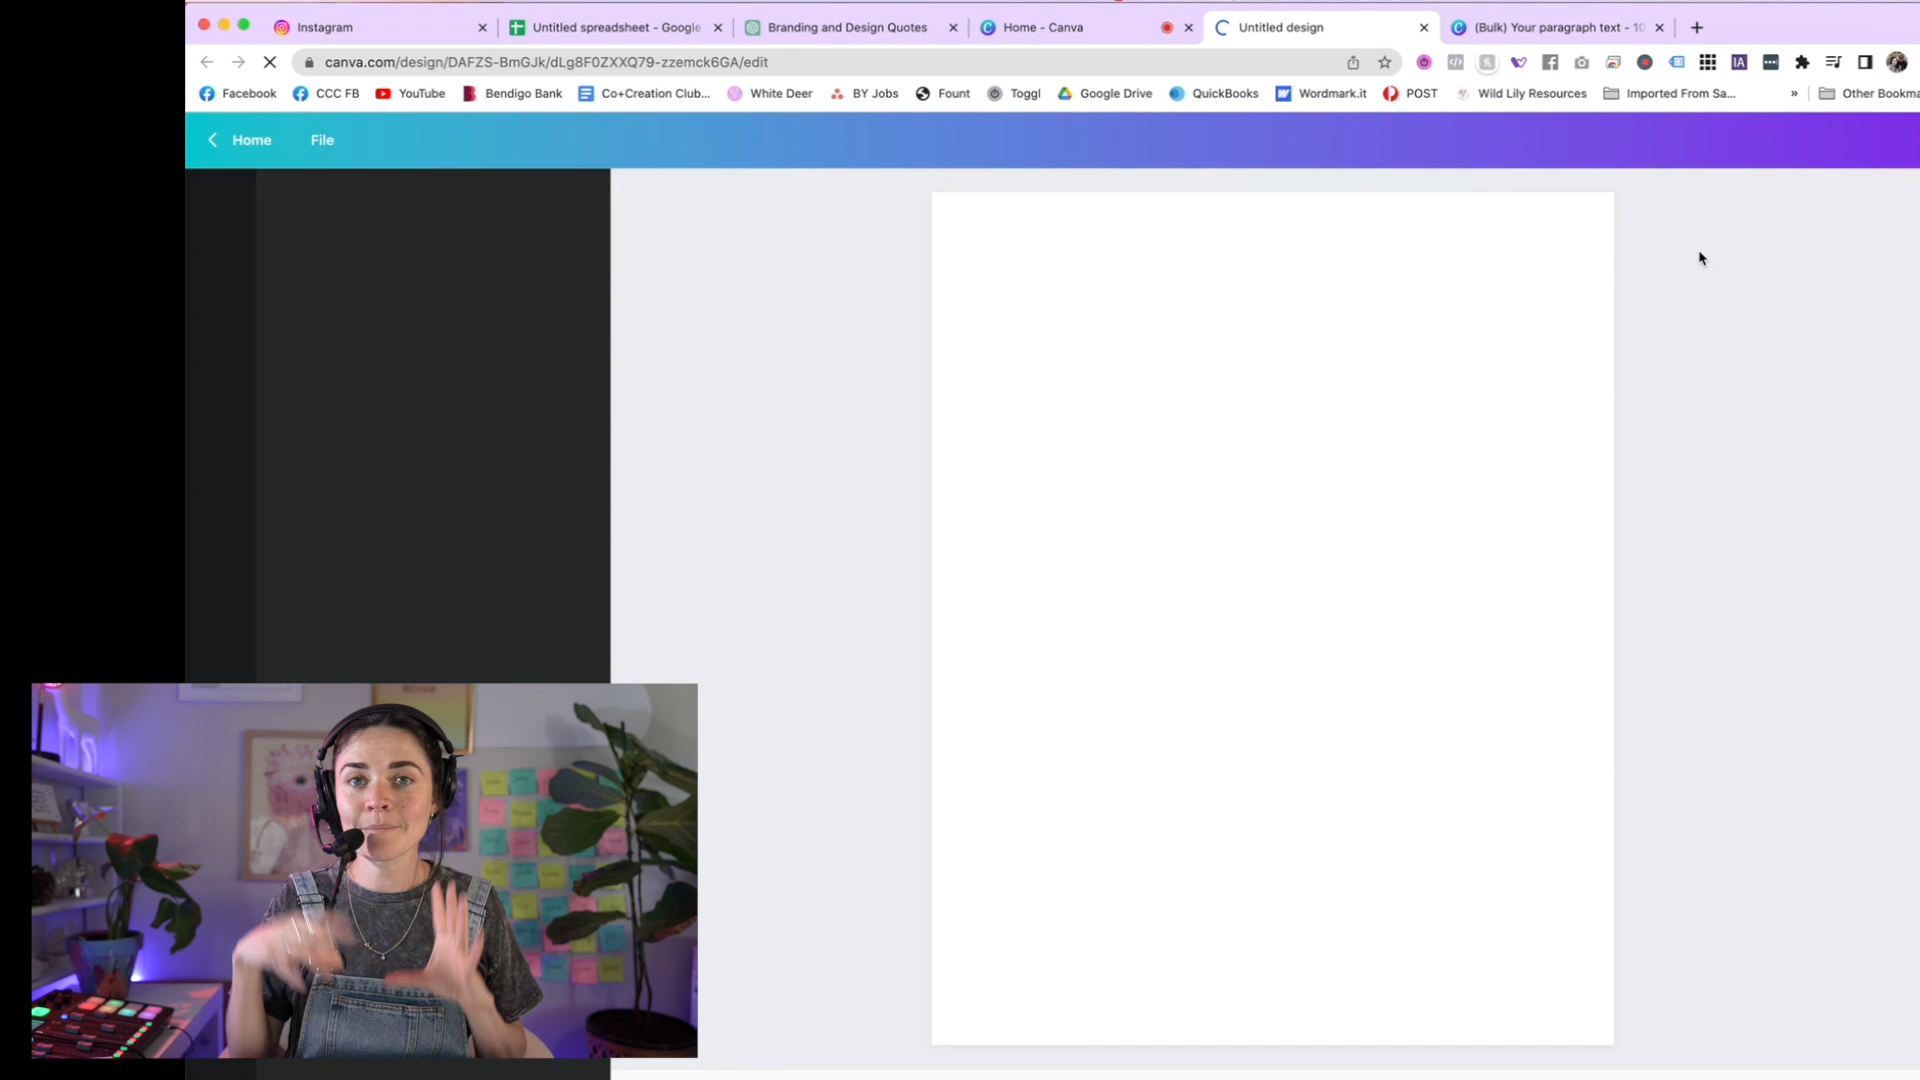 Instagram
Untitled spreadsheet - Google
Branding and Design Quotes
Home - Canva
Untitled design
(Bulk) Your paragraph text - 10
canva.com/design/DAFZS-BmGJk/dLg8F0ZXXQ79-zzemck6GA/edit
IA
Facebook
CCC FB
YouTube
Bendigo Bank
Co+Creation Club...
White Deer
BY Jobs
Fount
Toggl
Google Drive
QuickBooks
Wordmark.it
POST
Wild Lily Resources
Imported From Sa...
»
Other Bookma
Home
File